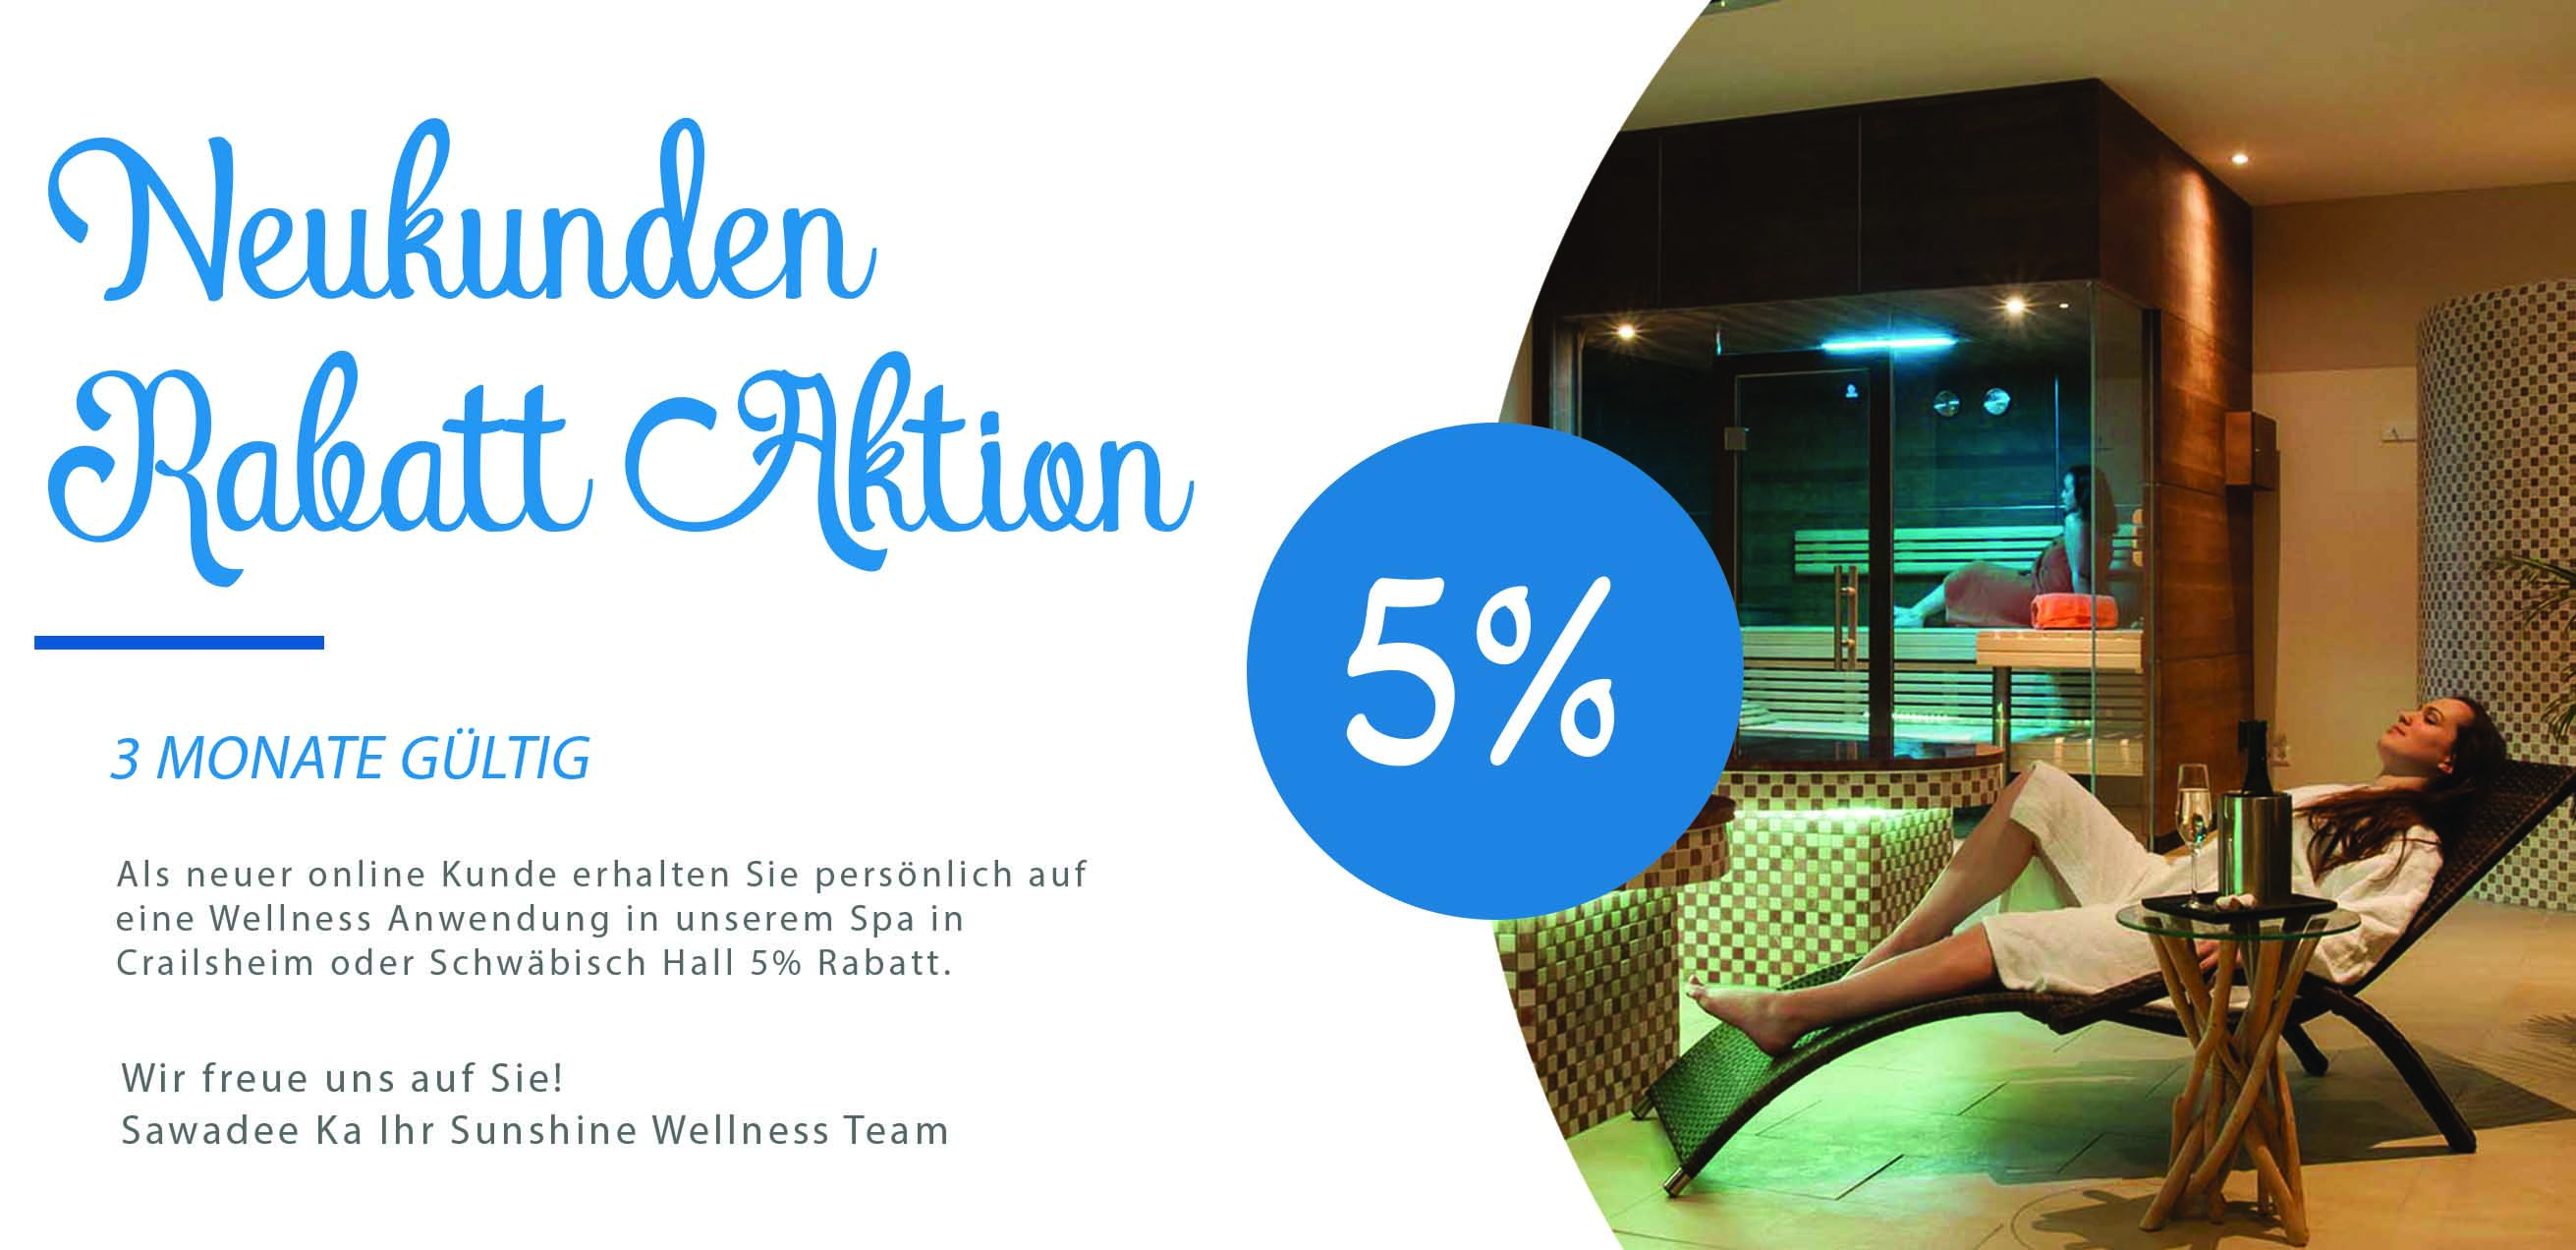 Neukunden
Rabatt Aktion
5%
3 MONATE GÜLTIG
Als neuer online Kunde erhalten Sie persönlich auf
eine Wellness Anwendung in unserem Spa in
Crailsheim oder Schwäbisch Hall 5% Rabatt.
Wir freue uns auf Sie!
Sawadee Ka Ihr Sunshine Wellness Team